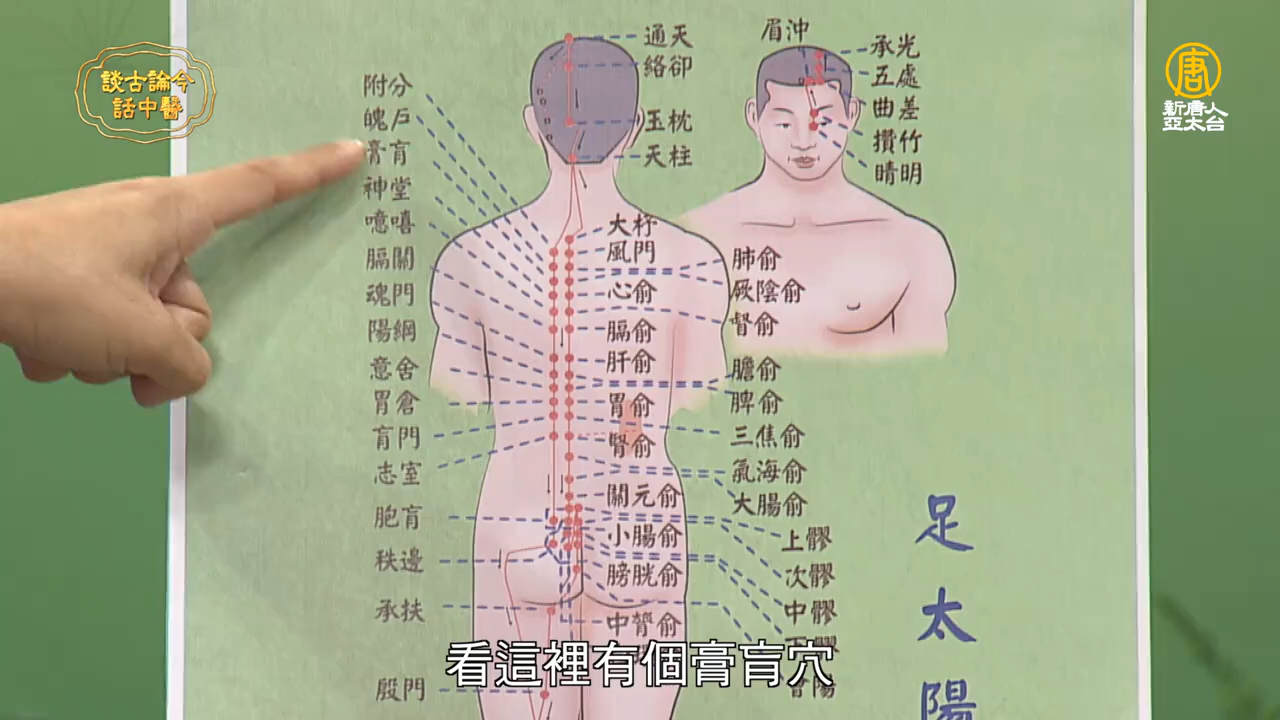 談古論今
話中醫
新唐人
亞太台
通天
絡卻
玉枕
天柱
眉沖
承光
五處
曲差
攢竹
睛明
附分
魄戶
膏肓
神堂
噫嘻
膈關
魂門
陽綱
意舍
胃倉
肓門
志室
胞肓
秩邊
承扶
殷門
大杼
風門
心俞
膈俞
肝俞
胃俞
腎俞
關元俞
小腸俞
膀胱俞
中膂俞
肺俞
厥陰俞
督俞
膽俞
脾俞
三焦俞
氣海俞
大腸俞
上髎
次髎
中髎
下髎
會陽
足太陽
看這裡有個膏肓穴